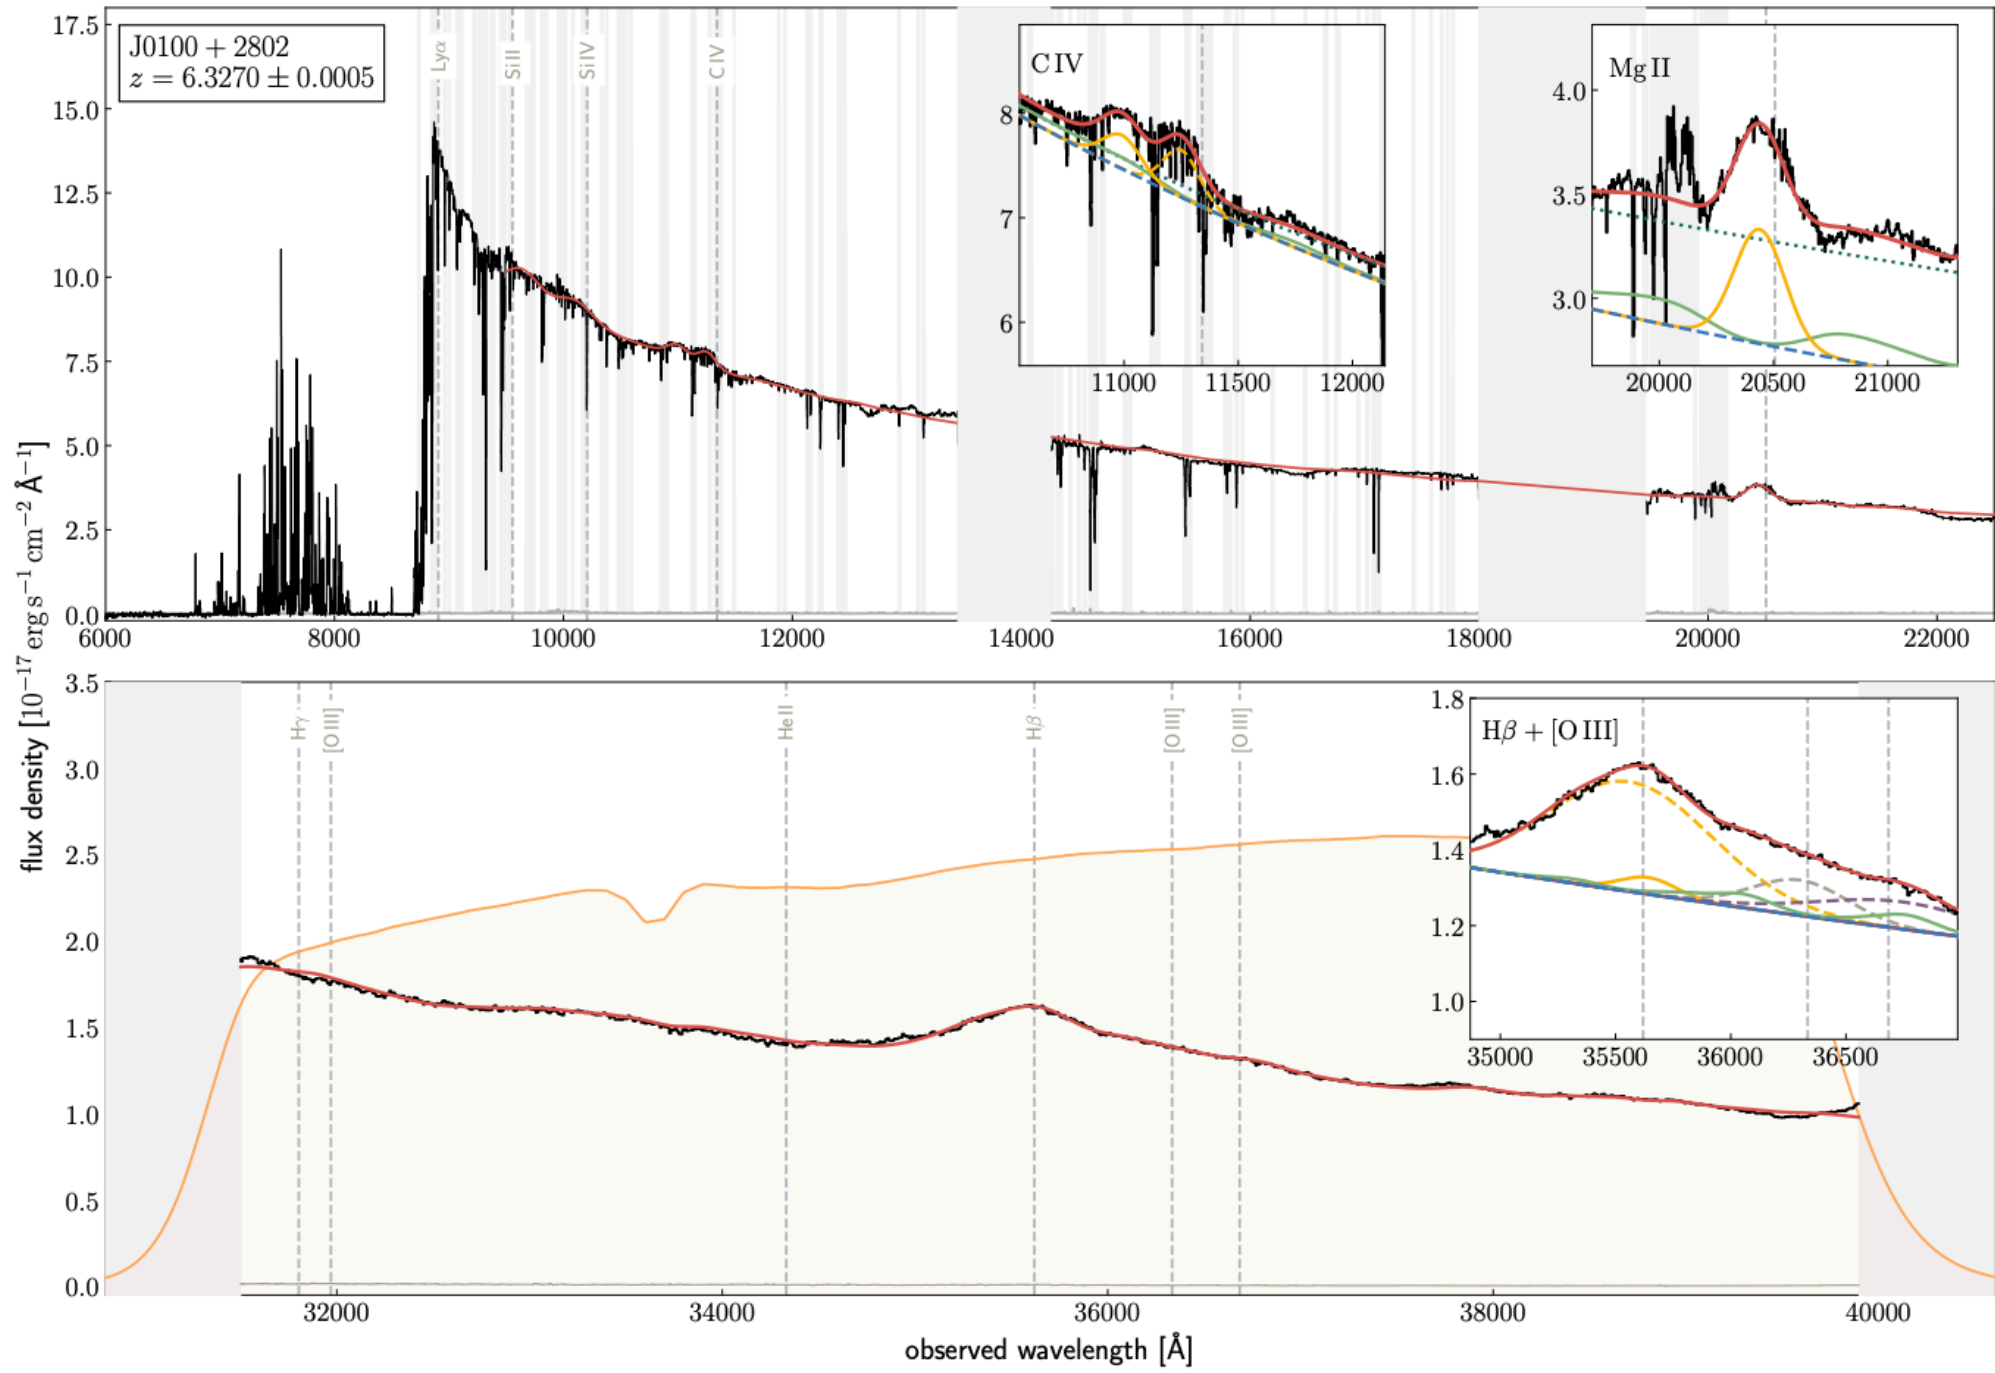 J0100 + 2802
z = 6.3270 ± 0.0005
Lyα
Si II
Si IV
C IV
17.5
15.0
12.5
10.0
7.5
5.0
2.5
0.0
6000 8000 10000 12000 14000 16000 18000 20000 22000
C IV
8
7
6
11000 11500 12000
Mg II
4.0
3.5
3.0
20000 20500 21000
flux density [10⁻¹⁷ erg s⁻¹ cm⁻² Å⁻¹]
3.5
3.0
2.5
2.0
1.5
1.0
0.5
0.0
Hγ
[O III]
He II
Hβ
[O III]
[O III]
Hβ + [O III]
1.8
1.6
1.4
1.2
1.0
35000 35500 36000 36500
32000 34000 36000 38000 40000
observed wavelength [Å]